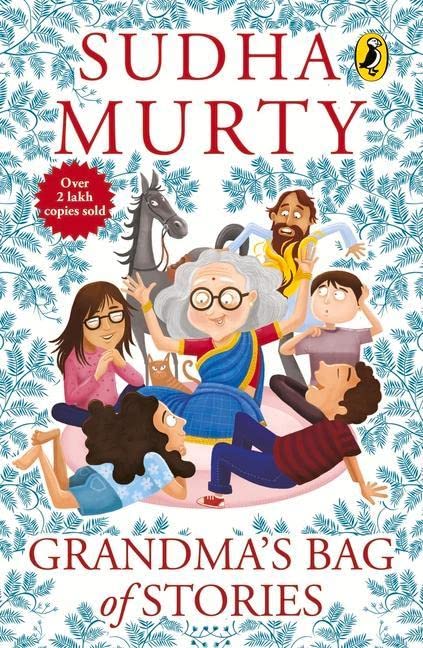 SUDHA
MURTY
Over
2 lakh
copies sold
GRANDMA'S BAG
of STORIES